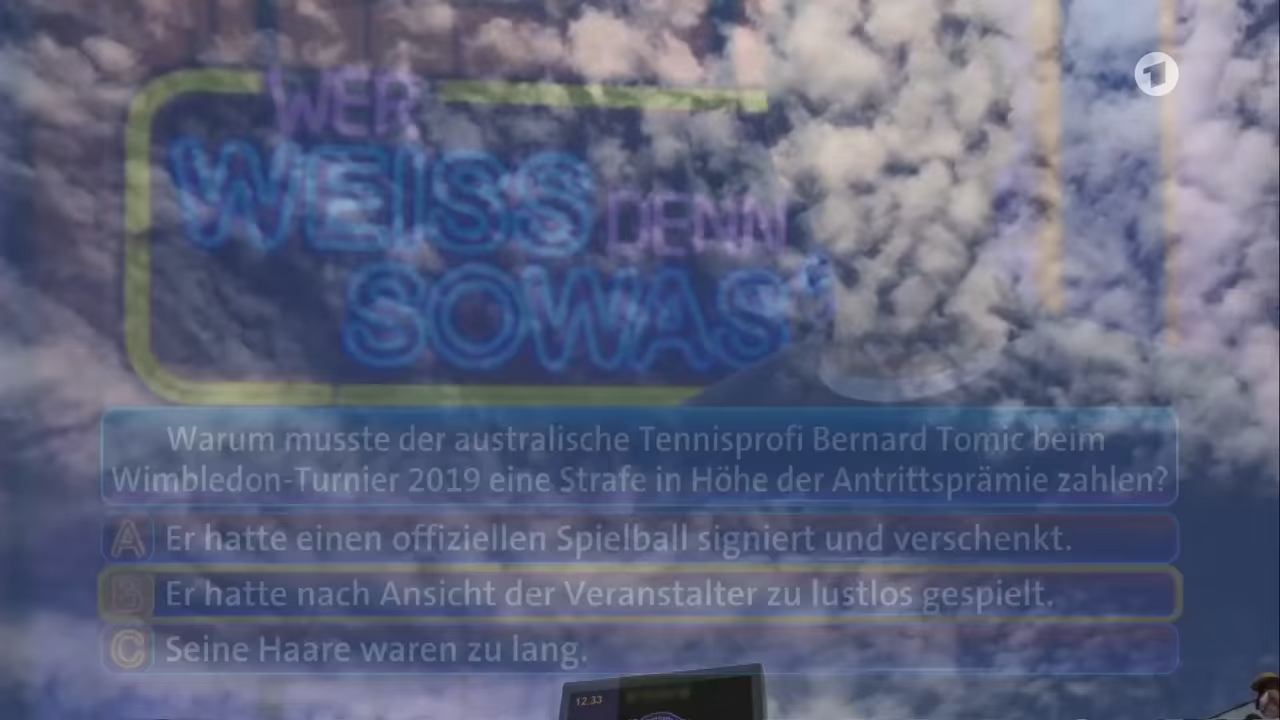 1
WER
WEISS DENN
SOWAS
Warum musste der australische Tennisprofi Bernard Tomic beim
Wimbledon-Turnier 2019 eine Strafe in Höhe der Antrittsprämie zahlen?
A Er hatte einen offiziellen Spielball signiert und verschenkt.
B Er hatte nach Ansicht der Veranstalter zu lustlos gespielt.
C Seine Haare waren zu lang.
12.33